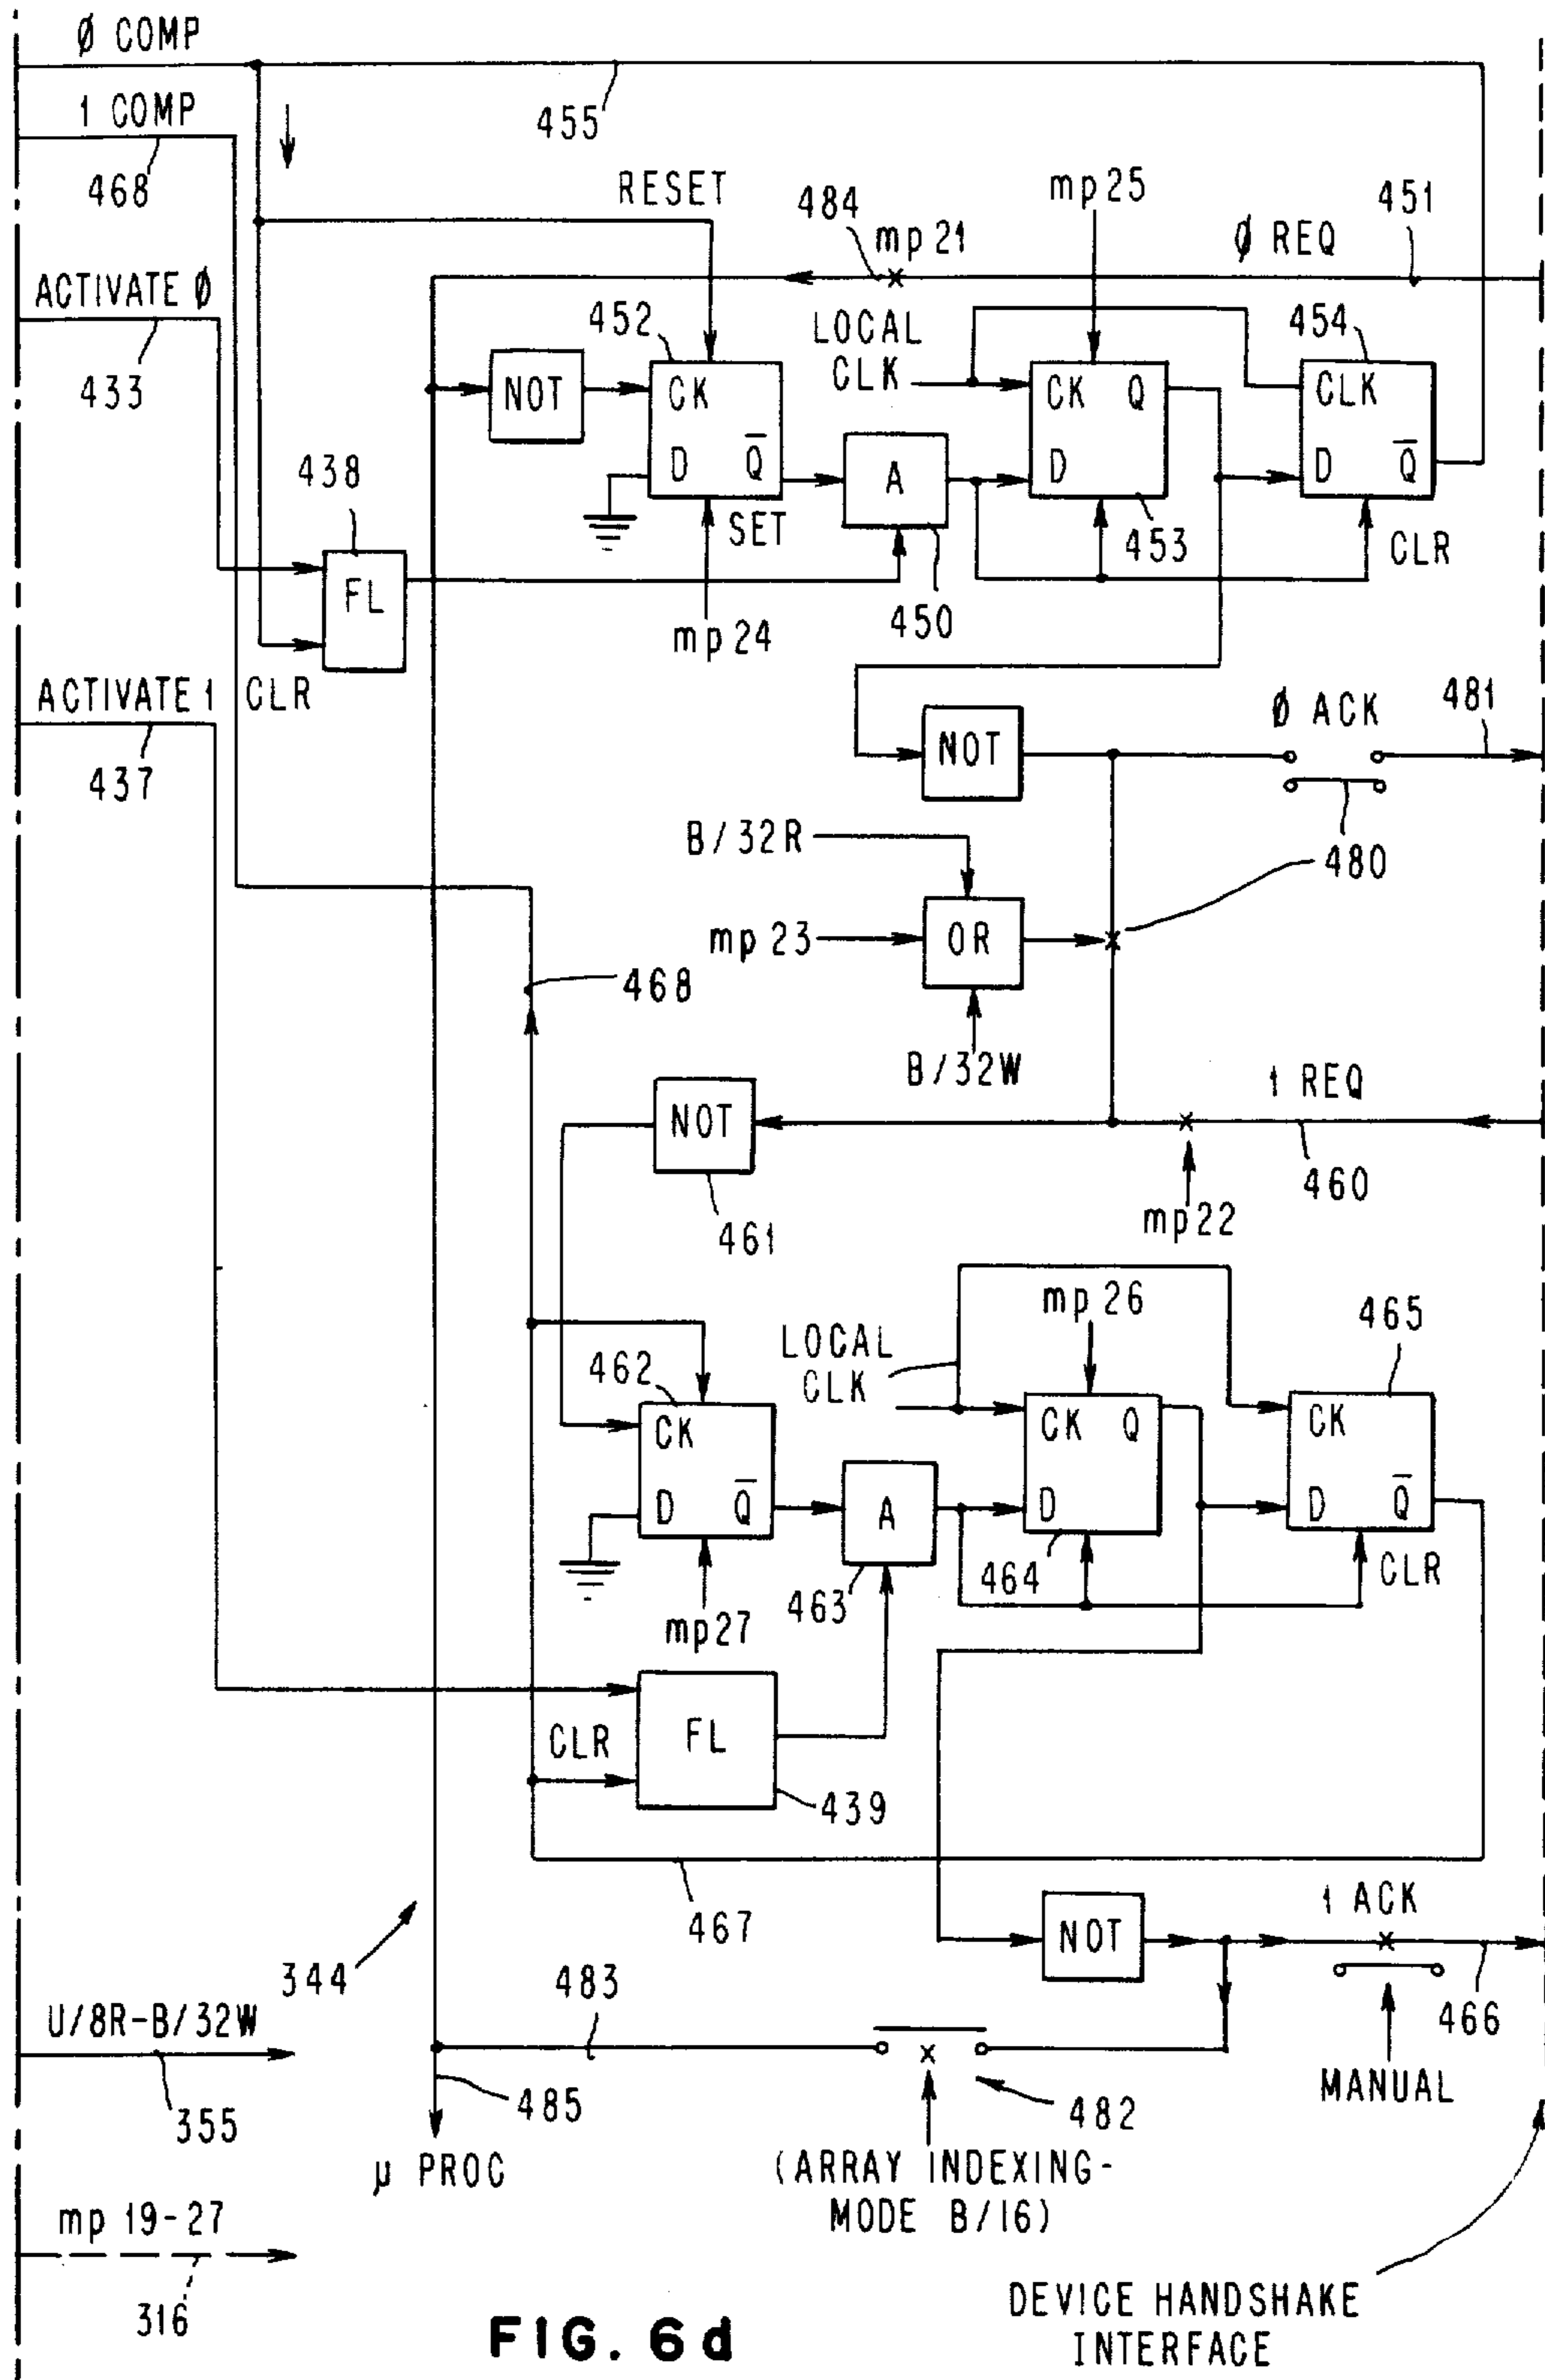 Ø COMP
455
1 COMP
468
RESET
484
mp 21
mp 25
451
Ø REQ
ACTIVATE Ø
433
452
LOCAL
CLK
454
NOT
CK
D
Q̅
CK Q
D
CLK
D Q̅
438
A
SET
453
CLR
FL
450
mp 24
ACTIVATE 1
CLR
437
Ø ACK
481
NOT
B/32R
480
mp 23
OR
468
B/32W
1 REQ
NOT
460
461
mp 22
mp 26
465
LOCAL
CLK
462
CK
D Q̅
CK Q
D
CK
D Q̅
A
464
CLR
463
mp 27
CLR
FL
439
467
1 ACK
NOT
344
483
466
U/8R-B/32W
355
485
482
MANUAL
µ PROC
(ARRAY INDEXING-
MODE B/16)
mp 19-27
316
DEVICE HANDSHAKE
INTERFACE
FIG. 6d